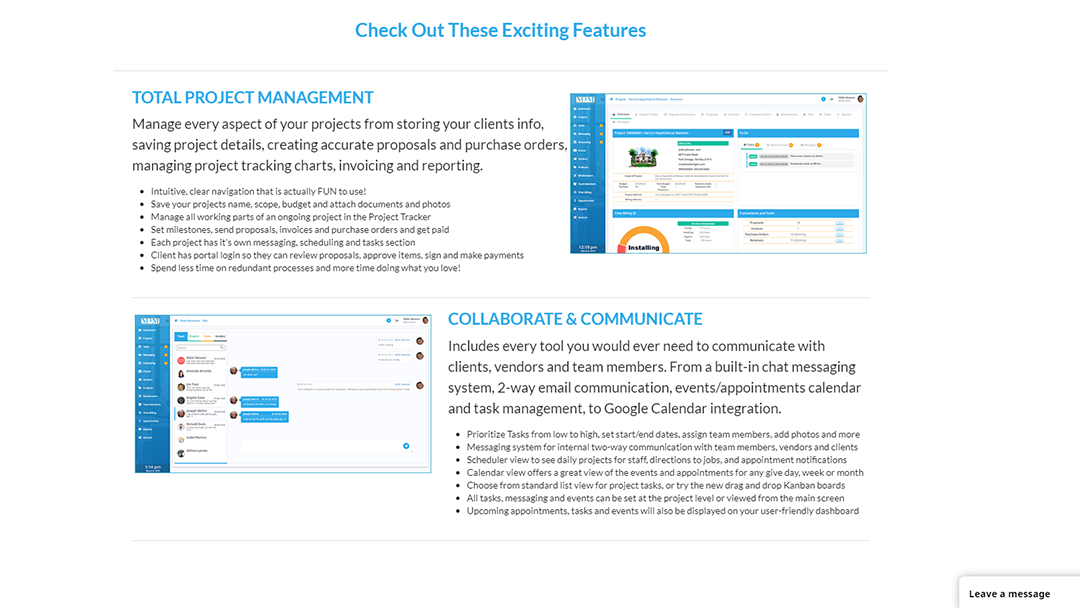 Check Out These Exciting Features
TOTAL PROJECT MANAGEMENT
Manage every aspect of your projects from storing your clients info,
saving project details, creating accurate proposals and purchase orders,
managing project tracking charts, invoicing and reporting.
Intuitive, clear navigation that is actually FUN to use!
Save your projects name, scope, budget and attach documents and photos
Manage all working parts of an ongoing project in the Project Tracker
Set milestones, send proposals, invoices and purchase orders and get paid
Each project has it's own messaging, scheduling and tasks section
Client has portal login so they can review proposals, approve items, sign and make payments
Spend less time on redundant processes and more time doing what you love!
Installing
12:18 pm
COLLABORATE & COMMUNICATE
Includes every tool you would ever need to communicate with
clients, vendors and team members. From a built-in chat messaging
system, 2-way email communication, events/appointments calendar
and task management, to Google Calendar integration.
Prioritize Tasks from low to high, set start/end dates, assign team members, add photos and more
Messaging system for internal two-way communication with team members, vendors and clients
Scheduler view to see daily projects for staff, directions to jobs, and appointment notifications
Calendar view offers a great view of the events and appointments for any give day, week or month
Choose from standard list view for project tasks, or try the new drag and drop Kanban boards
All tasks, messaging and events can be set at the project level or viewed from the main screen
Upcoming appointments, tasks and events will also be displayed on your user-friendly dashboard
Leave a message